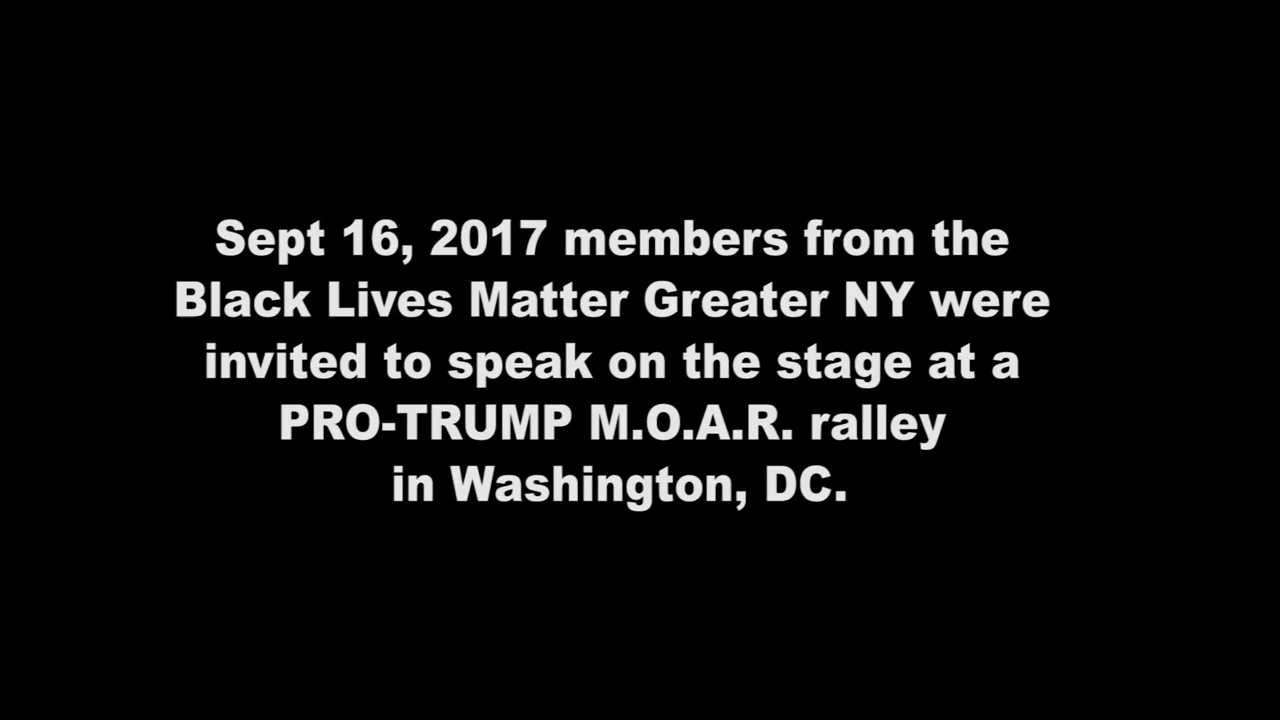 Sept 16, 2017 members from the
Black Lives Matter Greater NY were
invited to speak on the stage at a
PRO-TRUMP M.O.A.R. ralley
in Washington, DC.